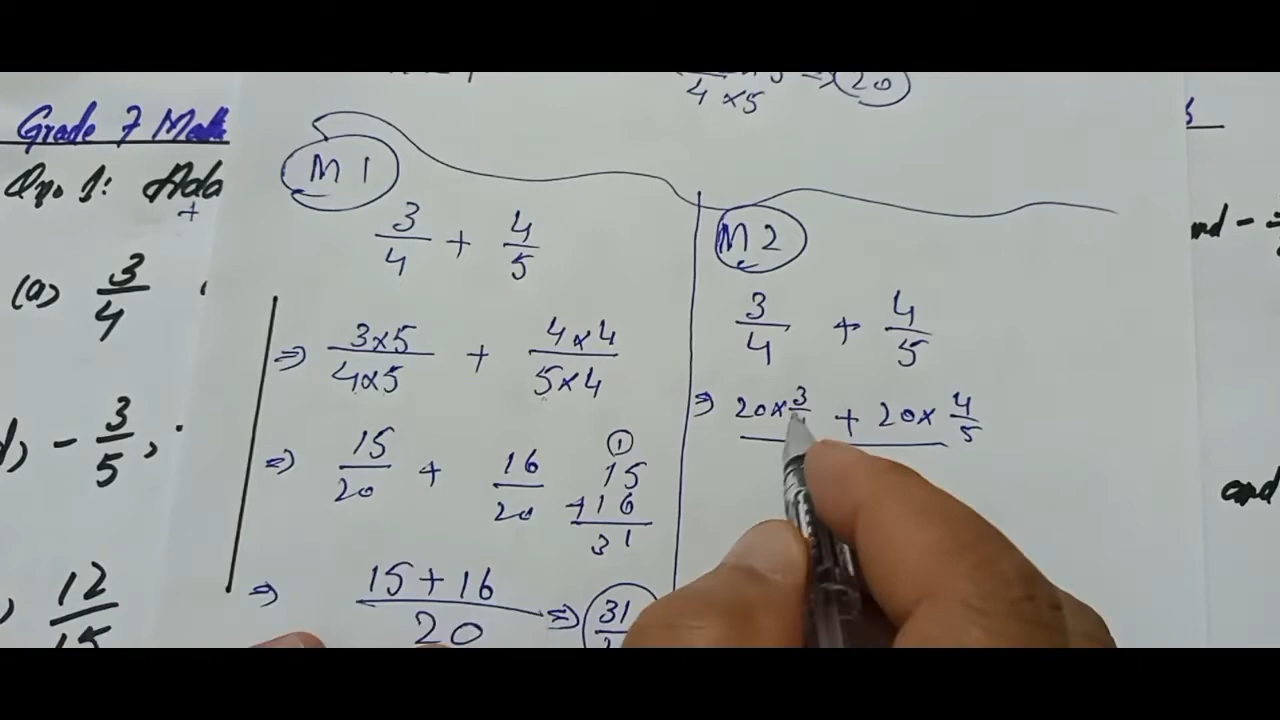 4 ×5 => 20
Grade 7 Math
Qno 1:
+
(a) 3/4
- 3/5,
12/15
M1
3/4 + 4/5
=> 3×5/4×5 + 4×4/5×4
=> 15/20 + 16/20
1
15
+16
31
=> 15+16/20 => 31
M2
3/4 + 4/5
=> 20×3 + 20× 4/5
and